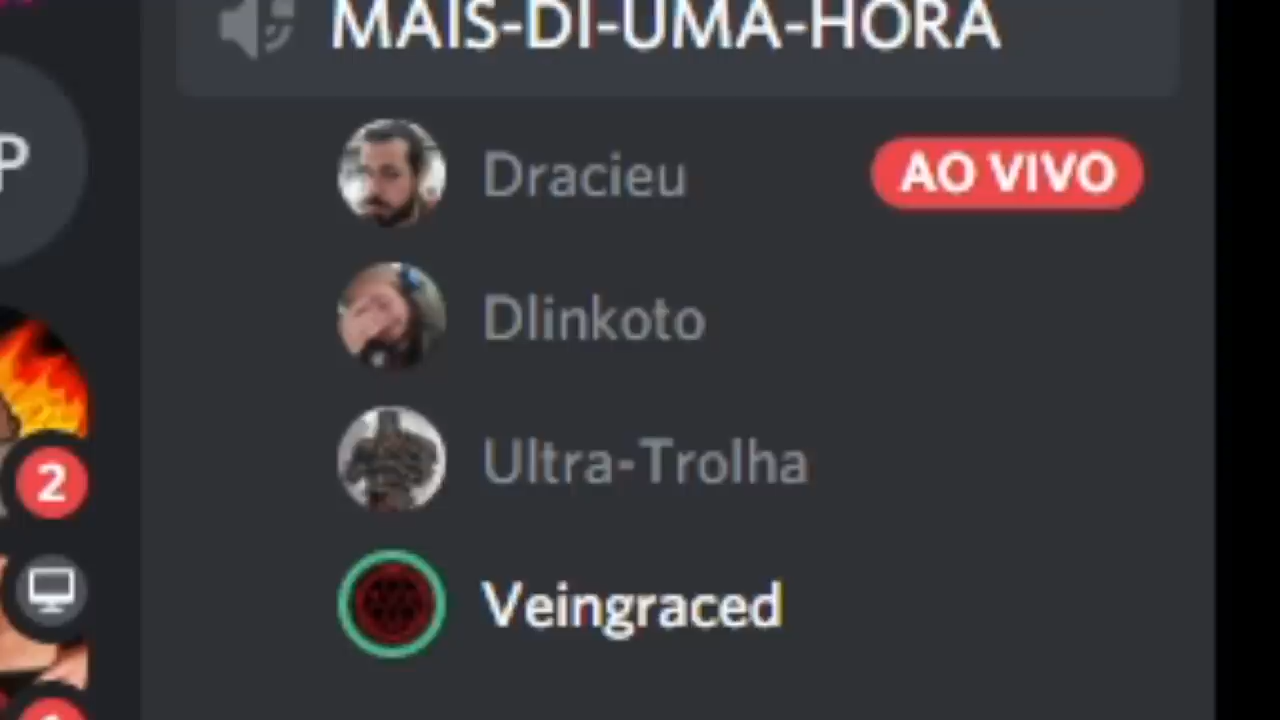 MAIS-DI-UMA-HORA
P
Dracieu
AO VIVO
Dlinkoto
Ultra-Trolha
2
Veingraced